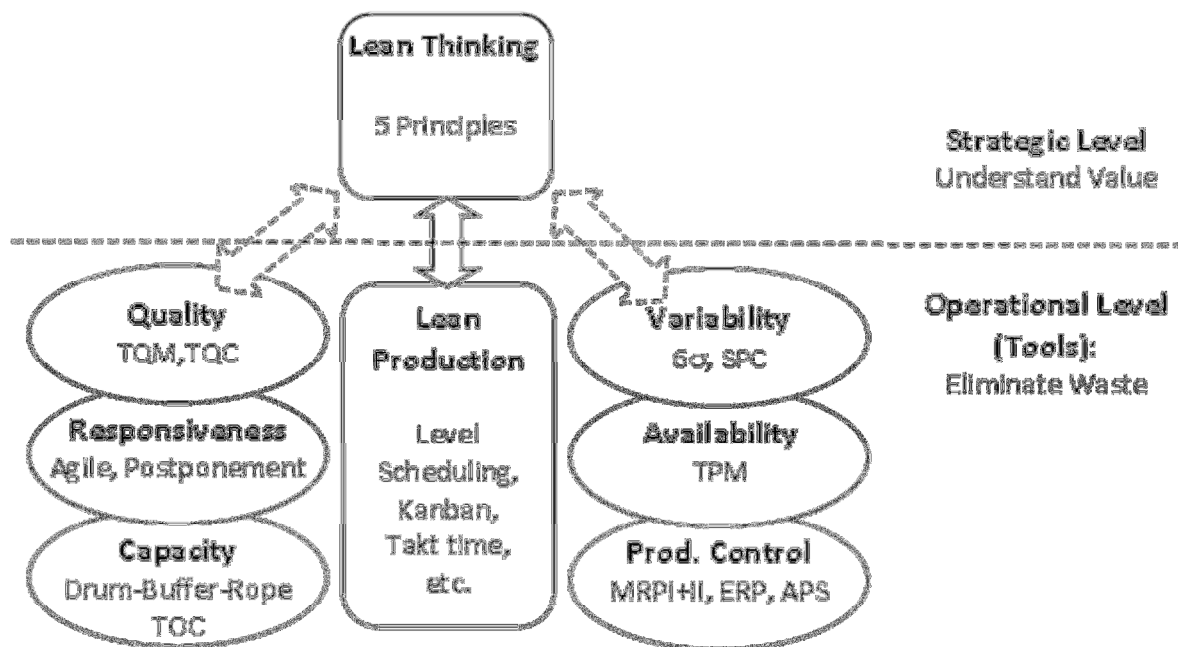 Lean Thinking
5 Principles
Strategic Level
Understand Value
Quality
TQM,TQC
Responsiveness
Agile, Postponement
Capacity
Drum-Buffer-Rope
TOC
Lean
Production
Level
Scheduling,
Kanban,
Takt time,
etc.
Variability
6σ, SPC
Availability
TPM
Prod. Control
MRPI+II, ERP, APS
Operational Level
(Tools):
Eliminate Waste